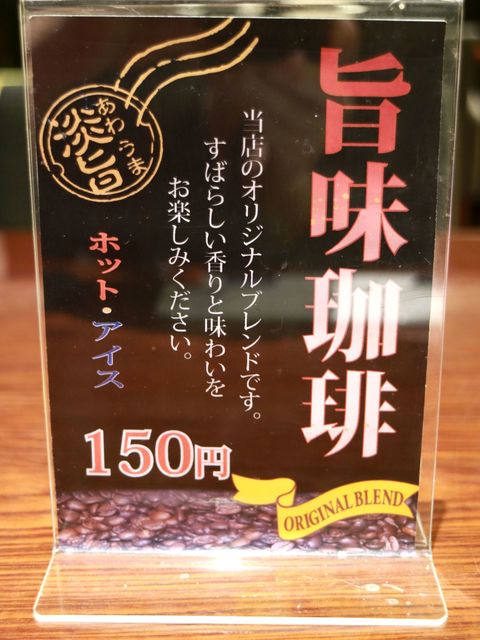 旨味珈琲
当店のオリジナルブレンドです。
すばらしい香りと味わいを
お楽しみください。
あわうま
淡旨
ホット・アイス
150円
ORIGINAL BLEND